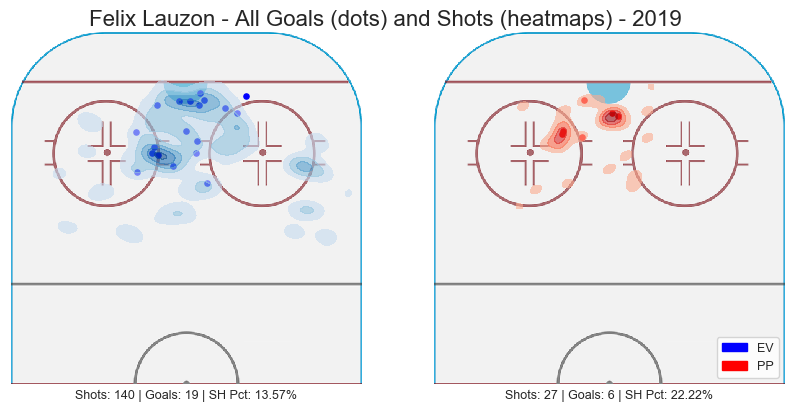 Felix Lauzon - All Goals (dots) and Shots (heatmaps) - 2019
EV
PP
Shots: 140 | Goals: 19 | SH Pct: 13.57%
Shots: 27 | Goals: 6 | SH Pct: 22.22%